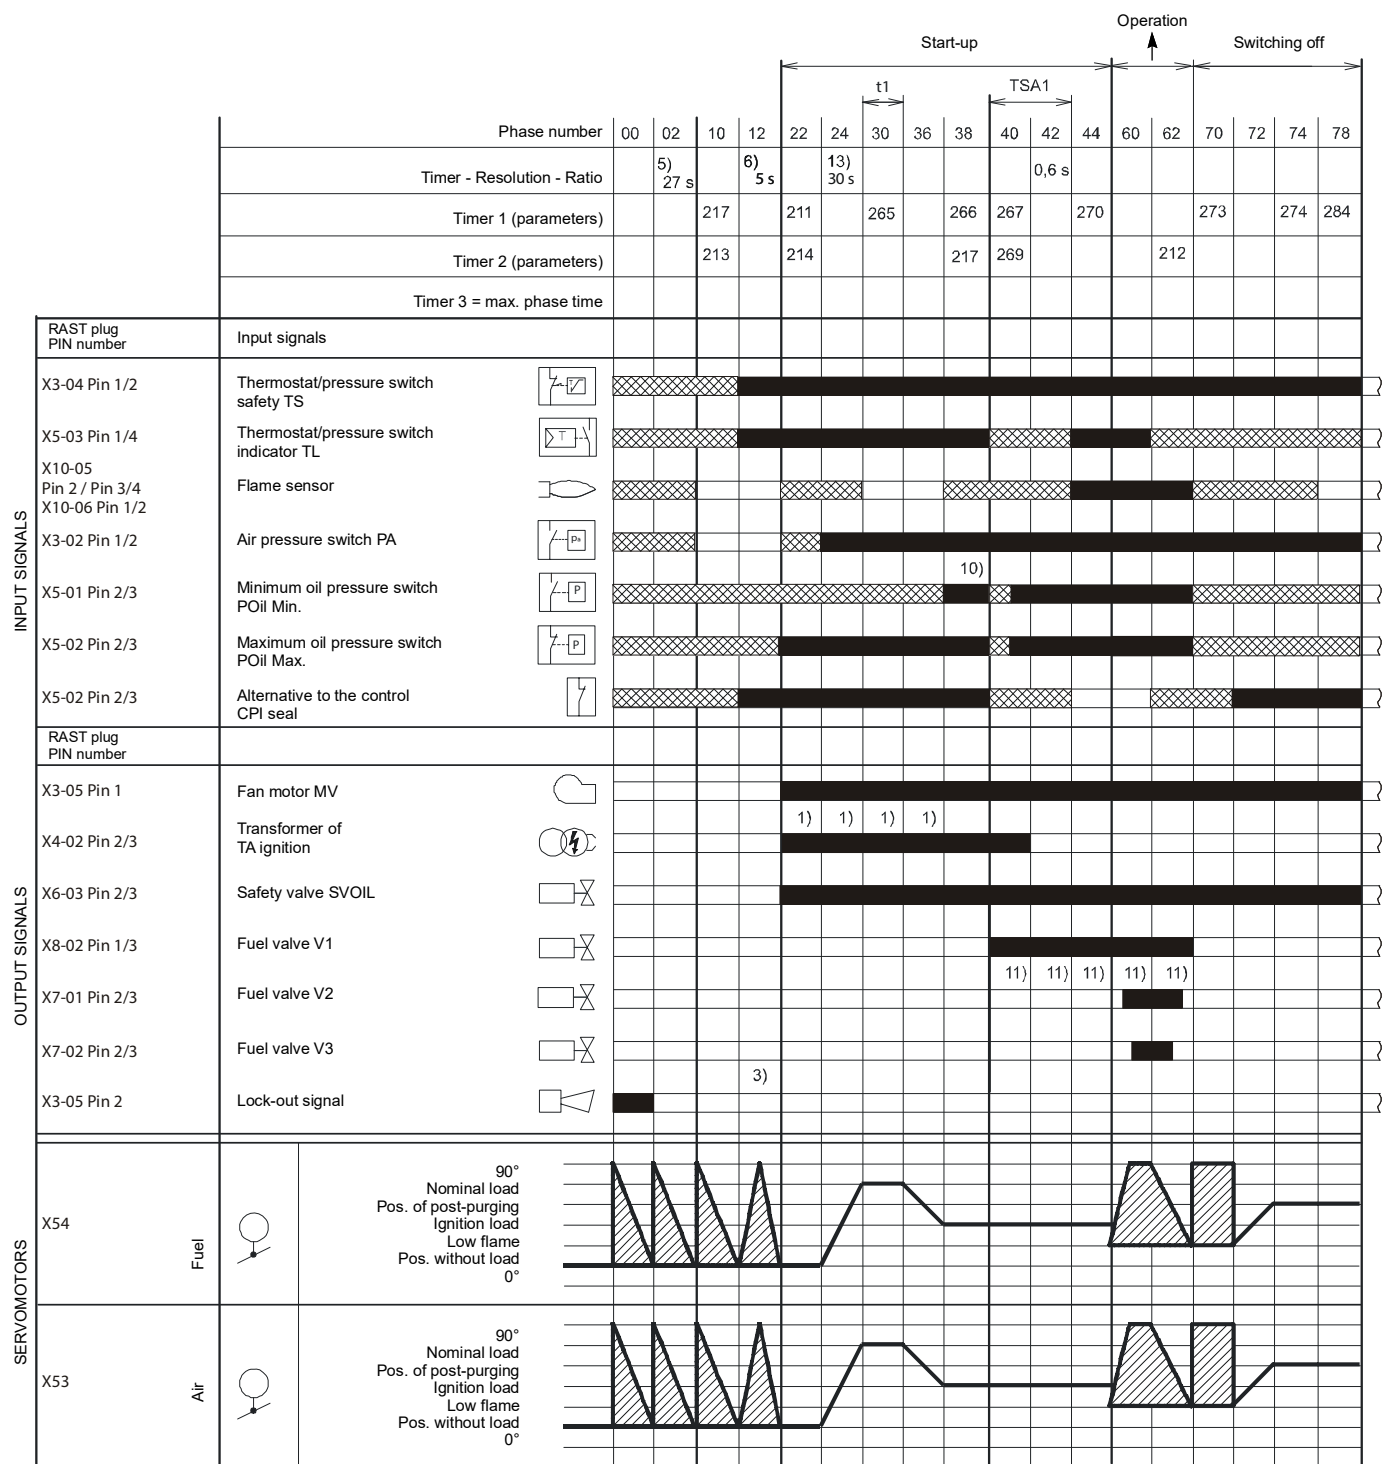 Operation
Start-up
Switching off
t1
TSA1
Phase number 00 02 10 12 22 24 30 36 38 40 42 44 60 62 70 72 74 78
Timer - Resolution - Ratio 5) 27 s 6) 5 s 13) 30 s 0,6 s
Timer 1 (parameters) 217 211 265 266 267 270 273 274 284
Timer 2 (parameters) 213 214 217 269 212
Timer 3 = max. phase time
RAST plug
PIN number
Input signals
INPUT SIGNALS
X3-04 Pin 1/2
Thermostat/pressure switch
safety TS
T
X5-03 Pin 1/4
Thermostat/pressure switch
indicator TL
T
X10-05
Pin 2 / Pin 3/4
X10-06 Pin 1/2
Flame sensor
X3-02 Pin 1/2
Air pressure switch PA
Pa
10)
X5-01 Pin 2/3
Minimum oil pressure switch
POil Min.
P
X5-02 Pin 2/3
Maximum oil pressure switch
POil Max.
P
X5-02 Pin 2/3
Alternative to the control
CPI seal
RAST plug
PIN number
OUTPUT SIGNALS
X3-05 Pin 1
Fan motor MV
1) 1) 1) 1)
X4-02 Pin 2/3
Transformer of
TA ignition
X6-03 Pin 2/3
Safety valve SVOIL
X8-02 Pin 1/3
Fuel valve V1
11) 11) 11) 11) 11)
X7-01 Pin 2/3
Fuel valve V2
X7-02 Pin 2/3
Fuel valve V3
3)
X3-05 Pin 2
Lock-out signal
SERVOMOTORS
X54
Fuel
90°
Nominal load
Pos. of post-purging
Ignition load
Low flame
Pos. without load
0°
X53
Air
90°
Nominal load
Pos. of post-purging
Ignition load
Low flame
Pos. without load
0°